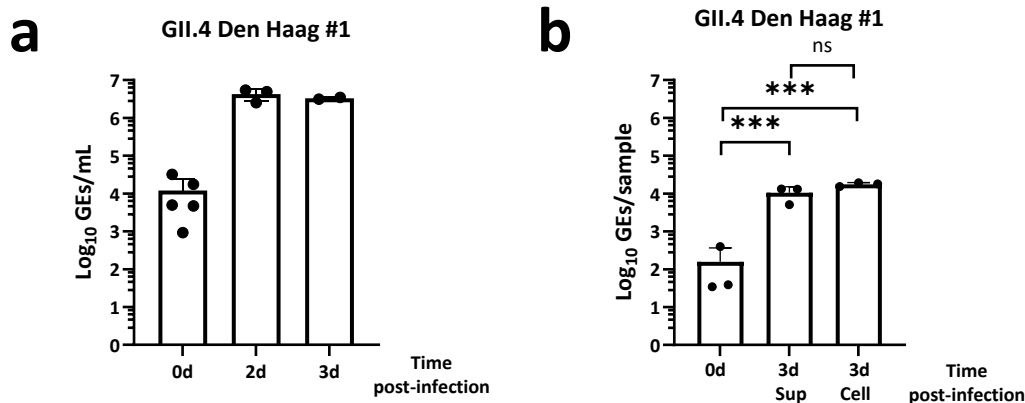 a
GII.4 Den Haag #1
Log10 GEs/mL
7
6
5
4
3
2
1
0
0d
2d
3d
Time
post-infection
b
GII.4 Den Haag #1
ns
***
***
Log10 GEs/sample
7
6
5
4
3
2
1
0
0d
3d
Sup
3d
Cell
Time
post-infection